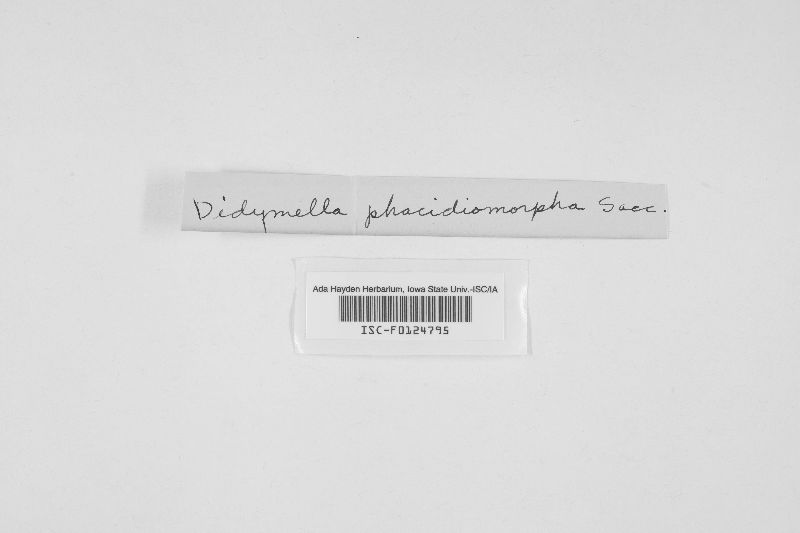 Didymella phacidiomorpha Sacc.
Ada Hayden Herbarium, Iowa State Univ.-ISC/IA
ISC-F0124795